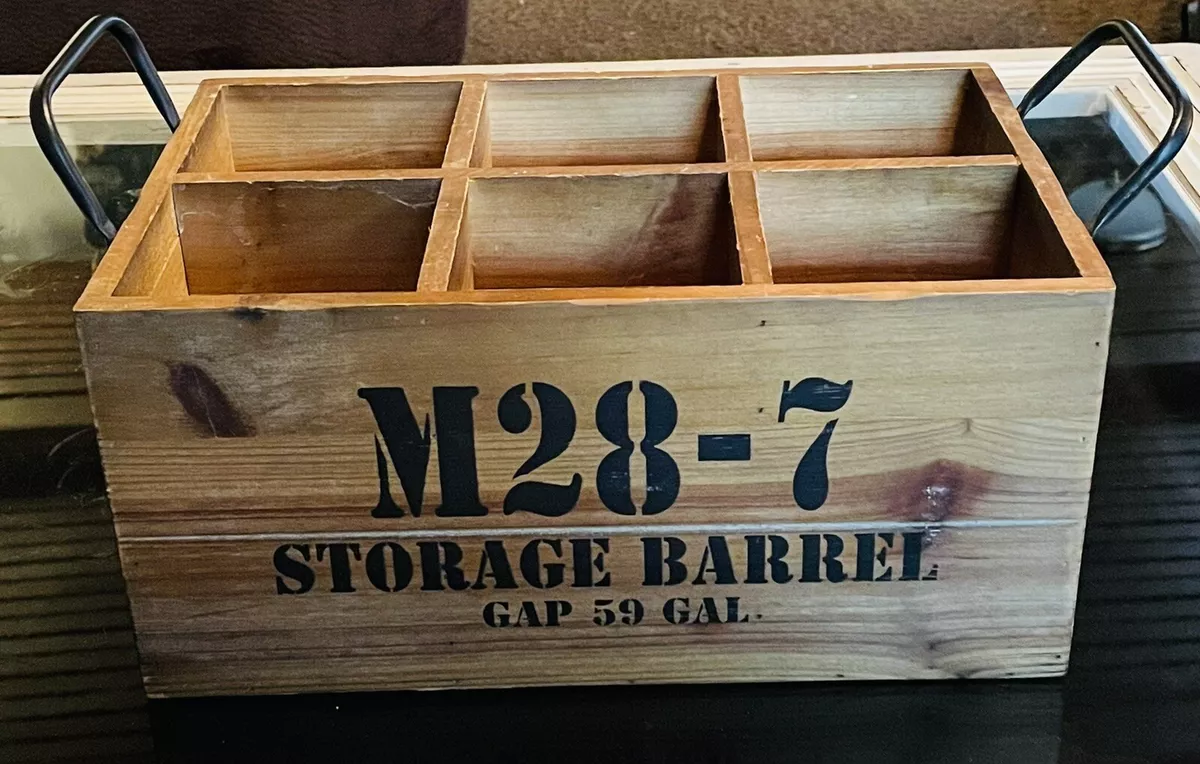 M28-7
STORAGE BARREL
GAP 59 GAL.